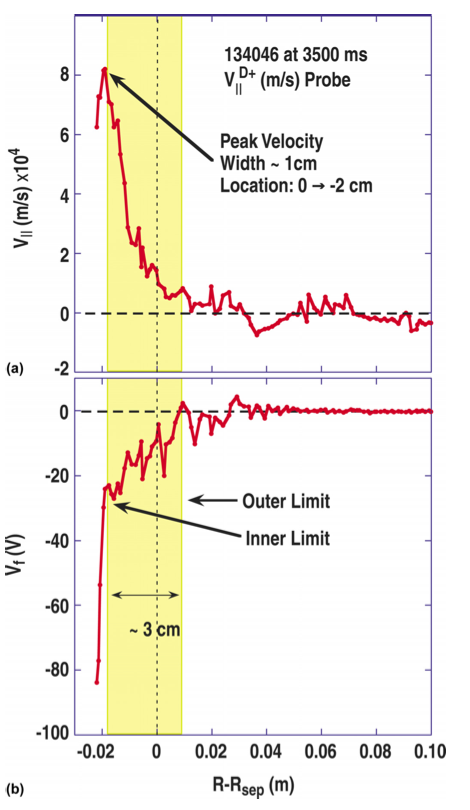 134046 at 3500 ms
V||D+ (m/s) Probe
Peak Velocity
Width ~ 1cm
Location: 0 → -2 cm
V|| (m/s) x10⁴
8
6
4
2
0
-2
(a)
0
-20
-40
-60
-80
-100
Vf (V)
Outer Limit
Inner Limit
~ 3 cm
-0.02 0 0.02 0.04 0.06 0.08 0.10
(b)
R-Rsep (m)